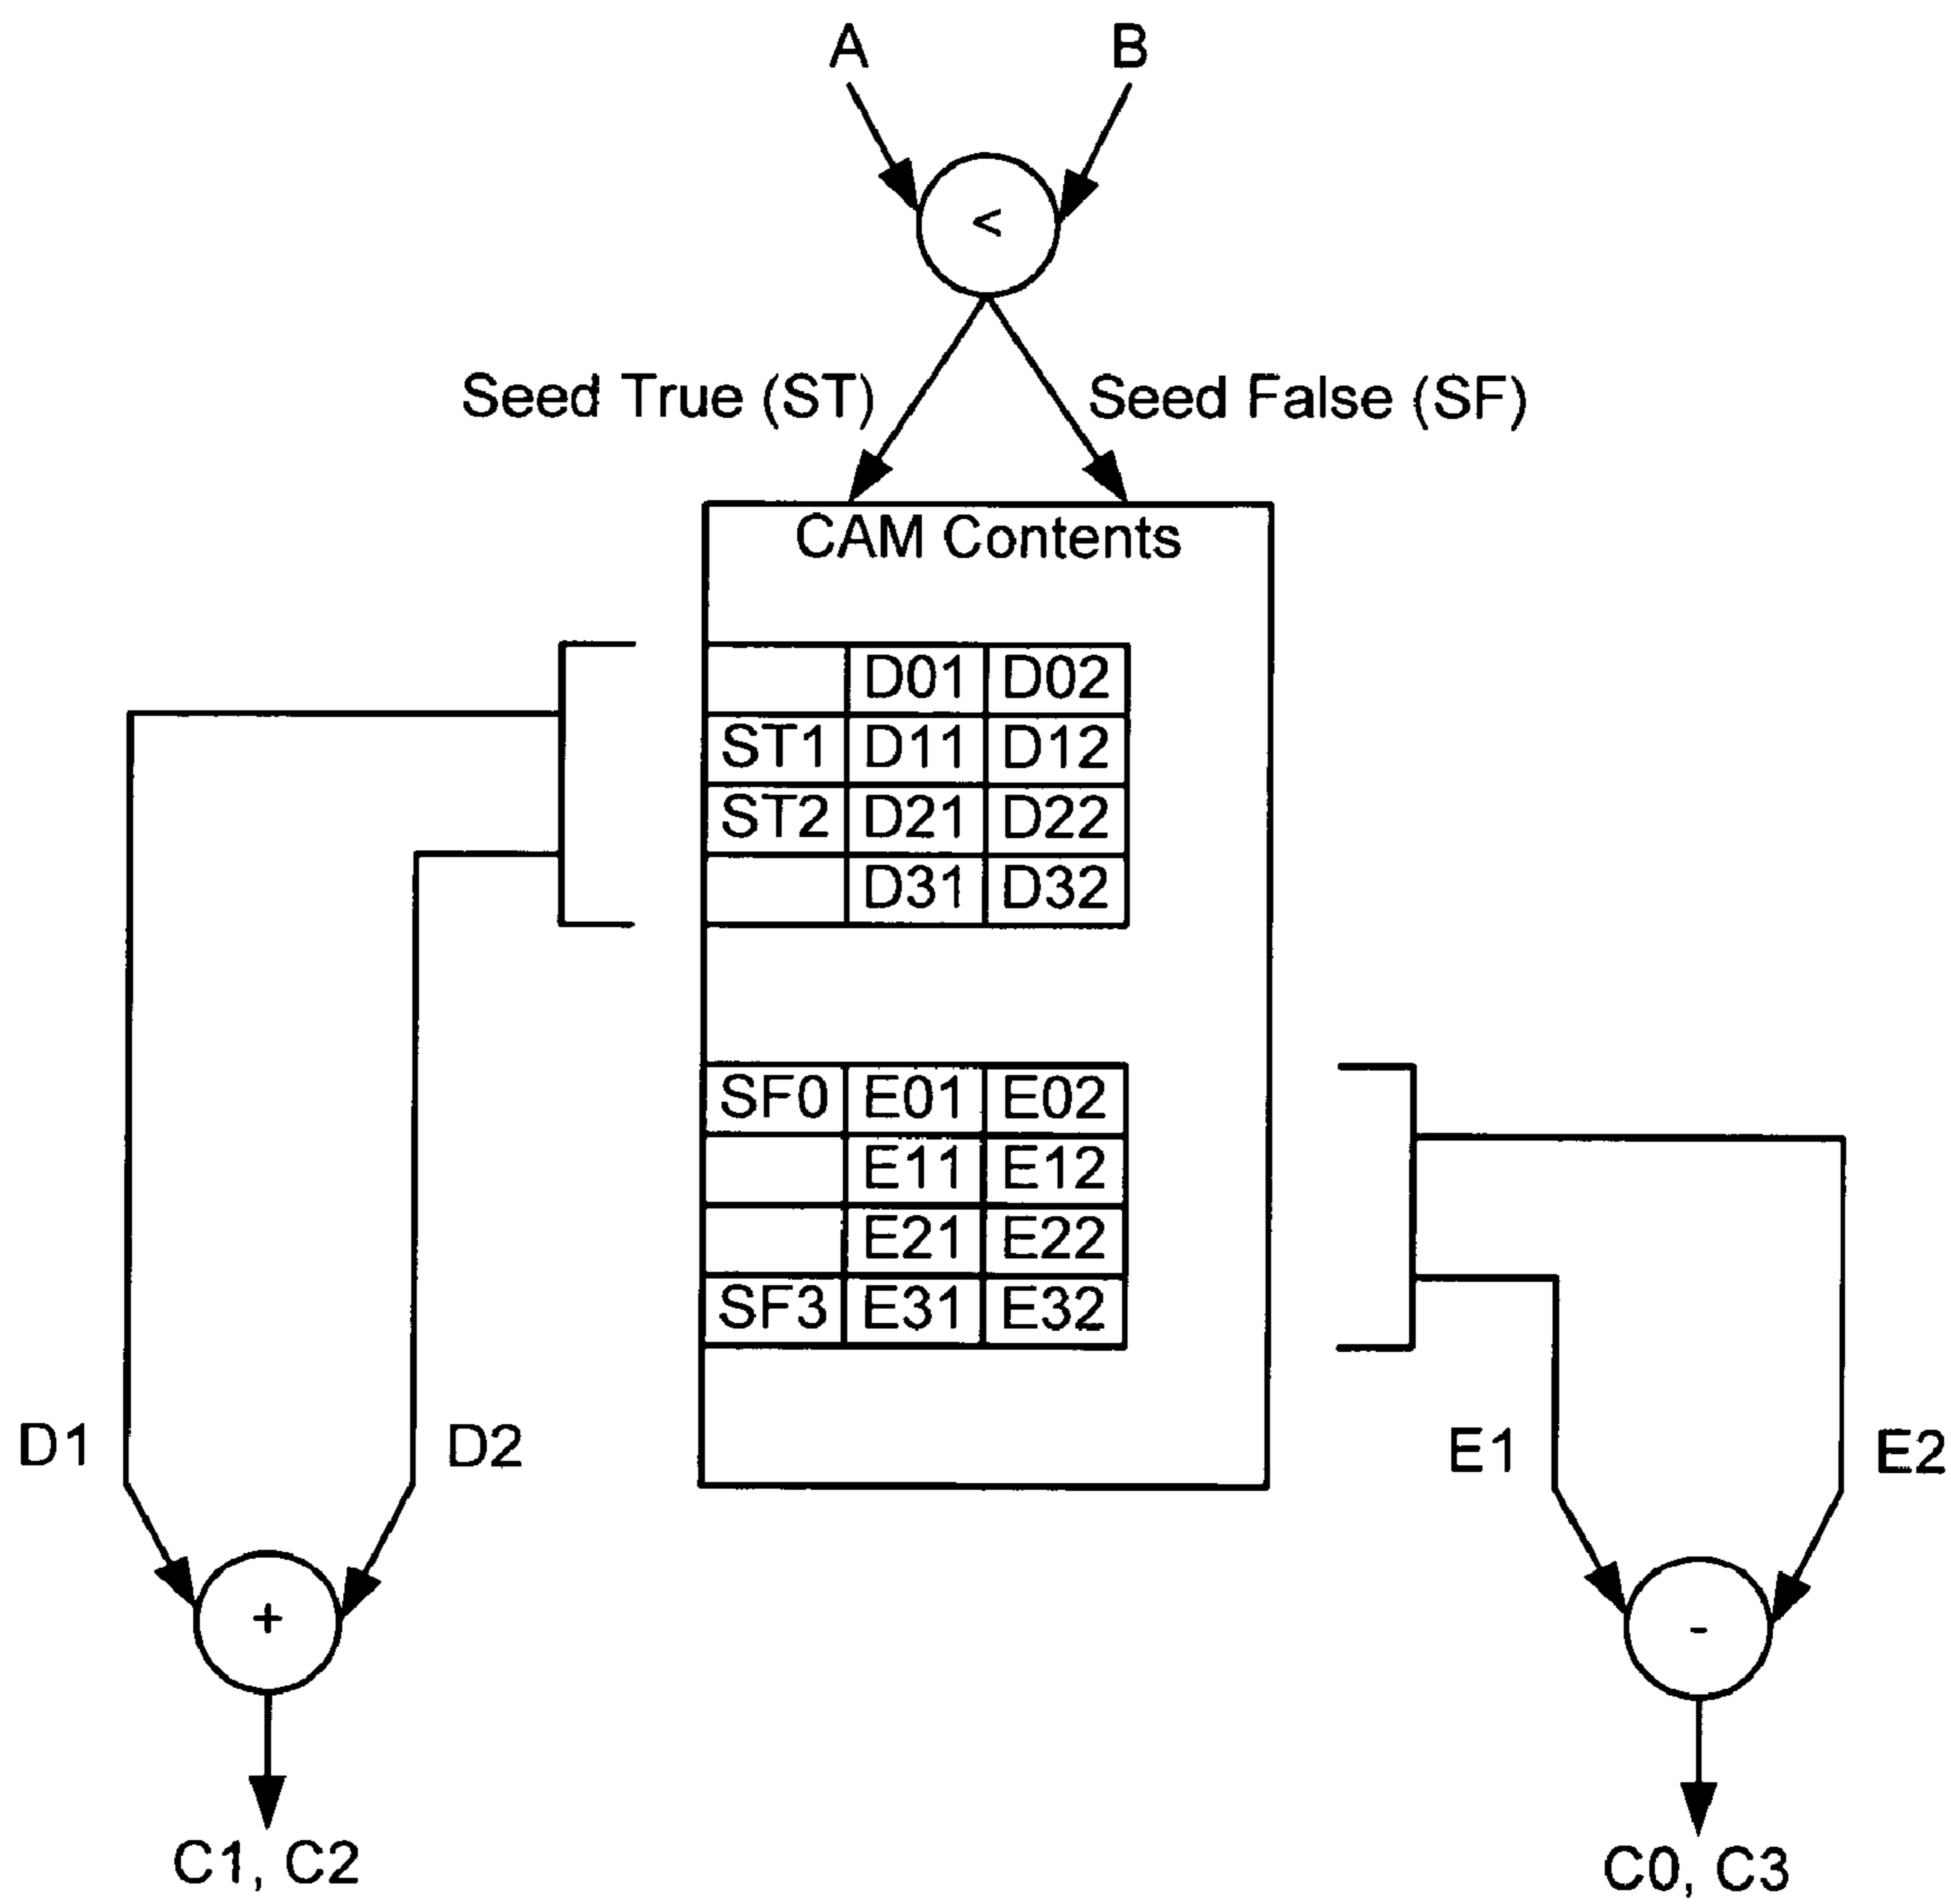 A B
<
Seed True (ST) Seed False (SF)
CAM Contents
D01 D02
ST1 D11 D12
ST2 D21 D22
D31 D32
SF0 E01 E02
E11 E12
E21 E22
SF3 E31 E32
D1 D2 E1 E2
+ -
C1, C2 C0, C3